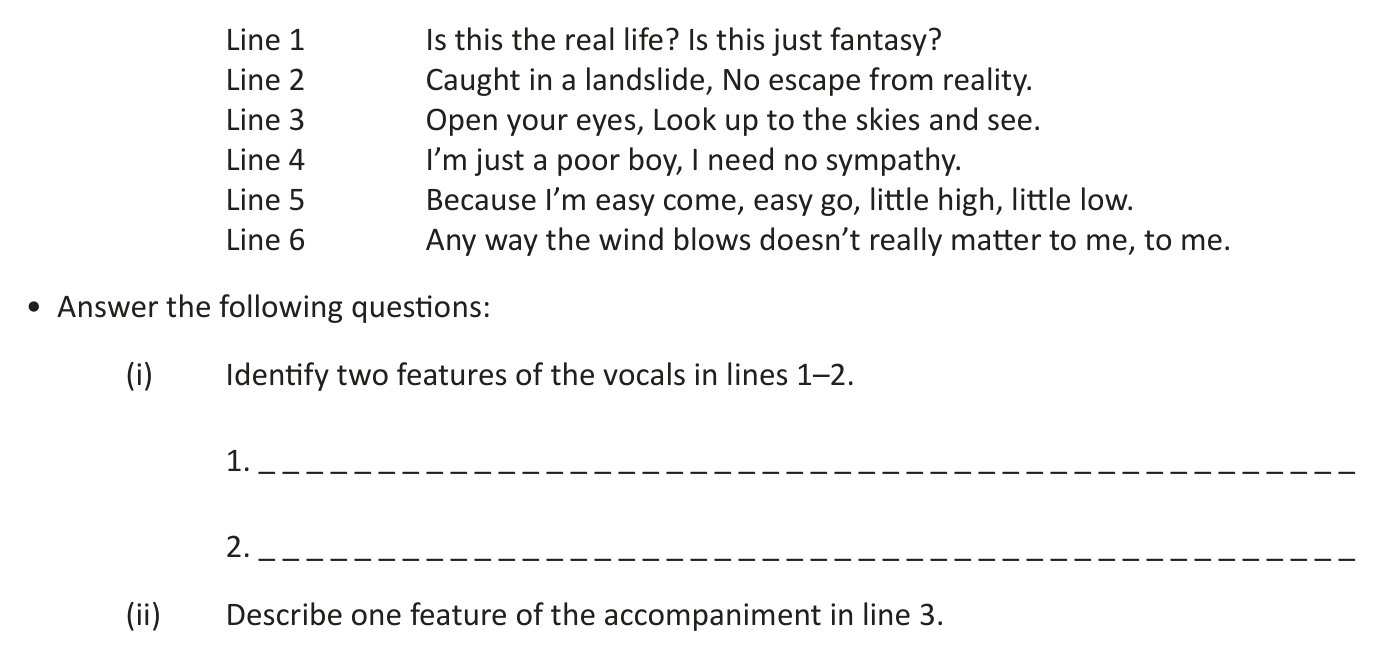 Line 1 Is this the real life? Is this just fantasy?
Line 2 Caught in a landslide, No escape from reality.
Line 3 Open your eyes, Look up to the skies and see.
Line 4 I’m just a poor boy, I need no sympathy.
Line 5 Because I’m easy come, easy go, little high, little low.
Line 6 Any way the wind blows doesn’t really matter to me, to me.
• Answer the following questions:
(i) Identify two features of the vocals in lines 1–2.
1. _ _ _ _ _ _ _ _ _ _ _ _ _ _ _ _ _ _ _ _ _ _ _ _ _ _ _ _ _ _ _ _ _ _ _ _ _ _ _ _ _ _ _ _ _ _
2. _ _ _ _ _ _ _ _ _ _ _ _ _ _ _ _ _ _ _ _ _ _ _ _ _ _ _ _ _ _ _ _ _ _ _ _ _ _ _ _ _ _ _ _ _ _
(ii) Describe one feature of the accompaniment in line 3.